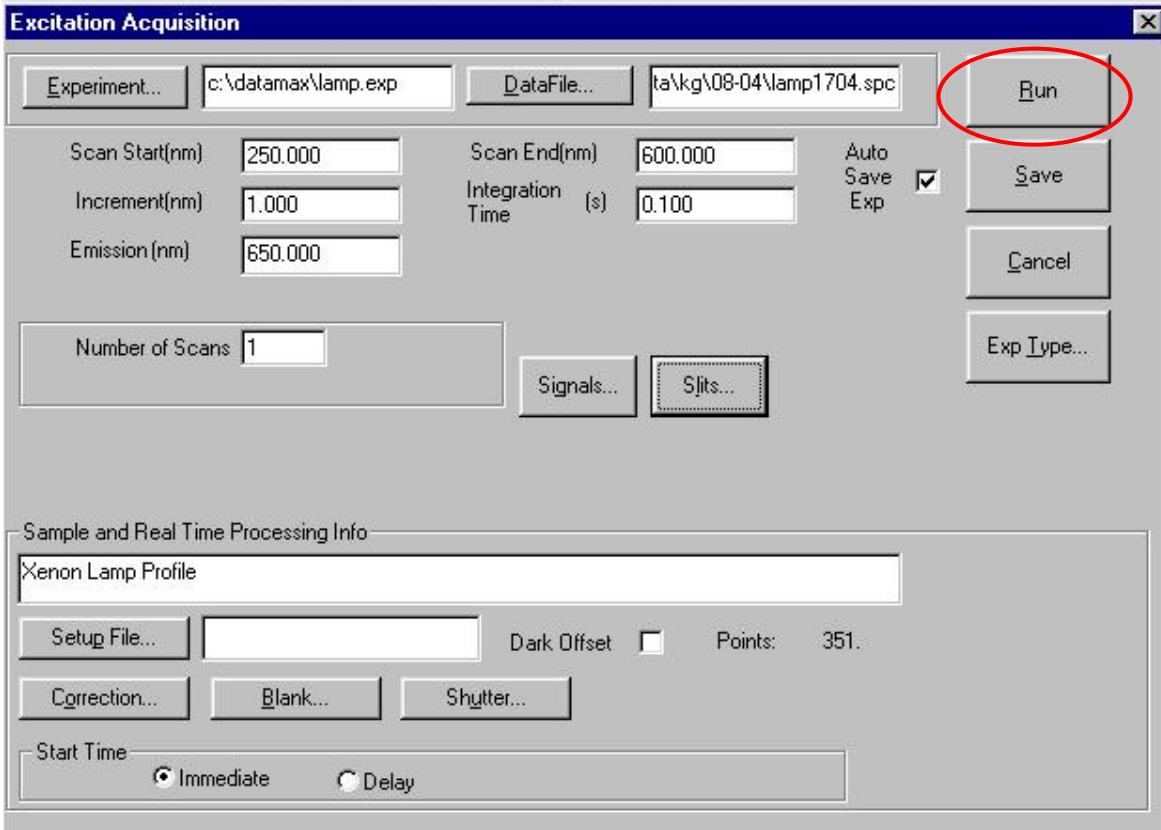 Excitation Acquisition
Experiment... c:\datamax\lamp.exp DataFile... ta\kg\08-04\lamp1704.spc Run
Scan Start(nm) 250.000 Scan End(nm) 600.000 Auto Save Exp Save
Increment(nm) 1.000 Integration Time (s) 0.100
Emission (nm) 650.000 Cancel
Number of Scans 1 Exp Type...
Signals... Slits...
Sample and Real Time Processing Info
Xenon Lamp Profile
Setup File... Dark Offset Points: 351.
Correction... Blank... Shutter...
Start Time
Immediate Delay